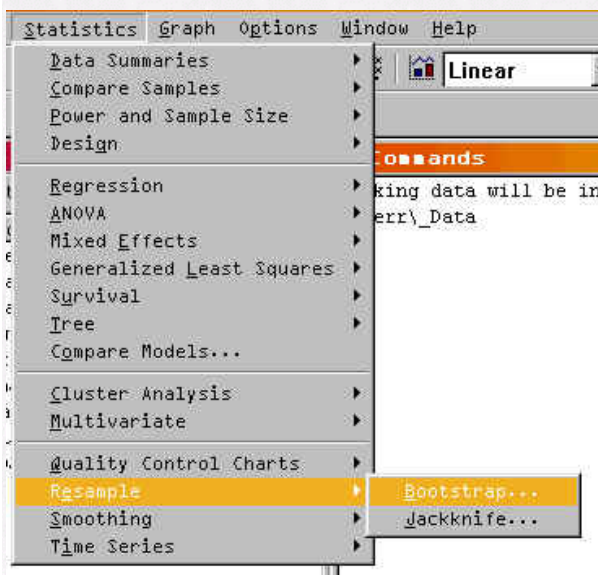 Statistics Graph Options Window Help
Linear
Data Summaries
Compare Samples
Power and Sample Size
Design
Commands
Regression
king data will be in
ANOVA
err\_Data
Mixed Effects
Generalized Least Squares
Survival
Tree
Compare Models...
Cluster Analysis
Multivariate
Quality Control Charts
Resample
Bootstrap...
Smoothing
Jackknife...
Time Series